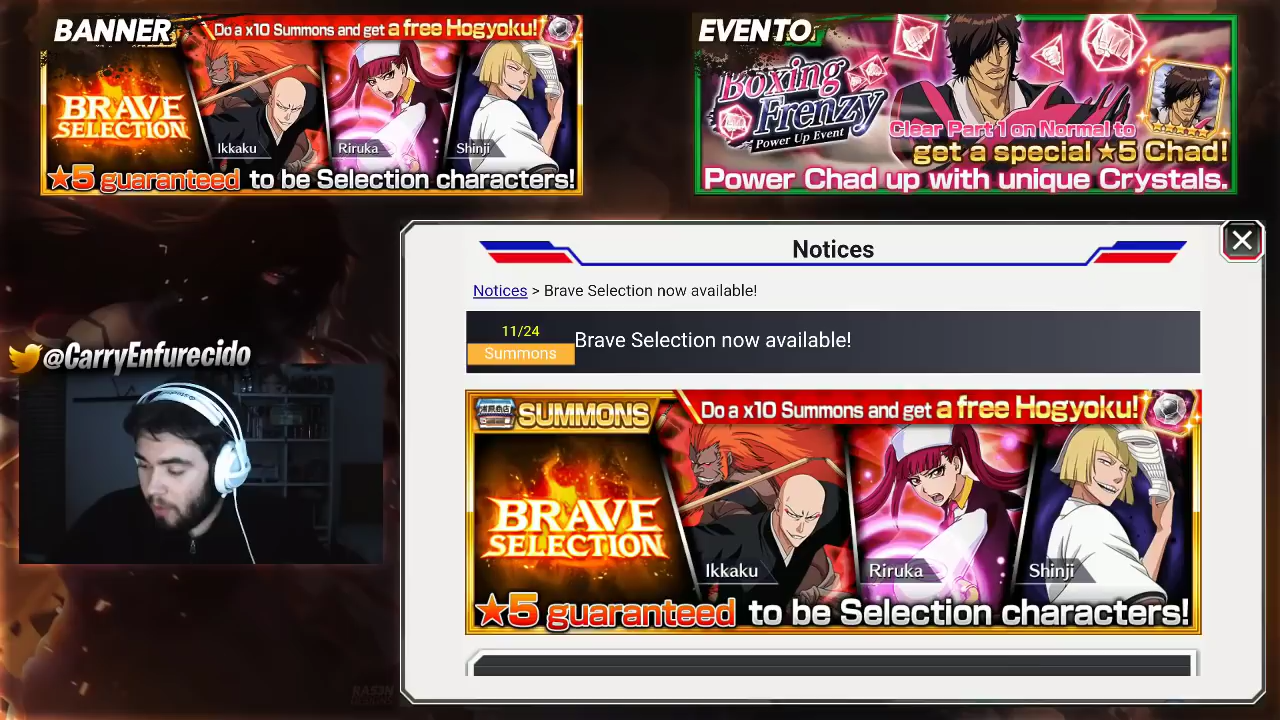 BANNER
Do a x10 Summons and get a free Hogyoku!
BRAVE
SELECTION
Ikkaku
Riruka
Shinji
★5 guaranteed to be Selection characters!
EVENTO
Boxing
Frenzy
Power Up Event
Clear Part 1 on Normal to
get a special ★5 Chad!
Power Chad up with unique Crystals.
Notices
Notices > Brave Selection now available!
11/24
Summons
Brave Selection now available!
@CarryEnfurecido
SUMMONS
Do a x10 Summons and get a free Hogyoku!
BRAVE
SELECTION
Ikkaku
Riruka
Shinji
★5 guaranteed to be Selection characters!
RAS3N
DESIGNS